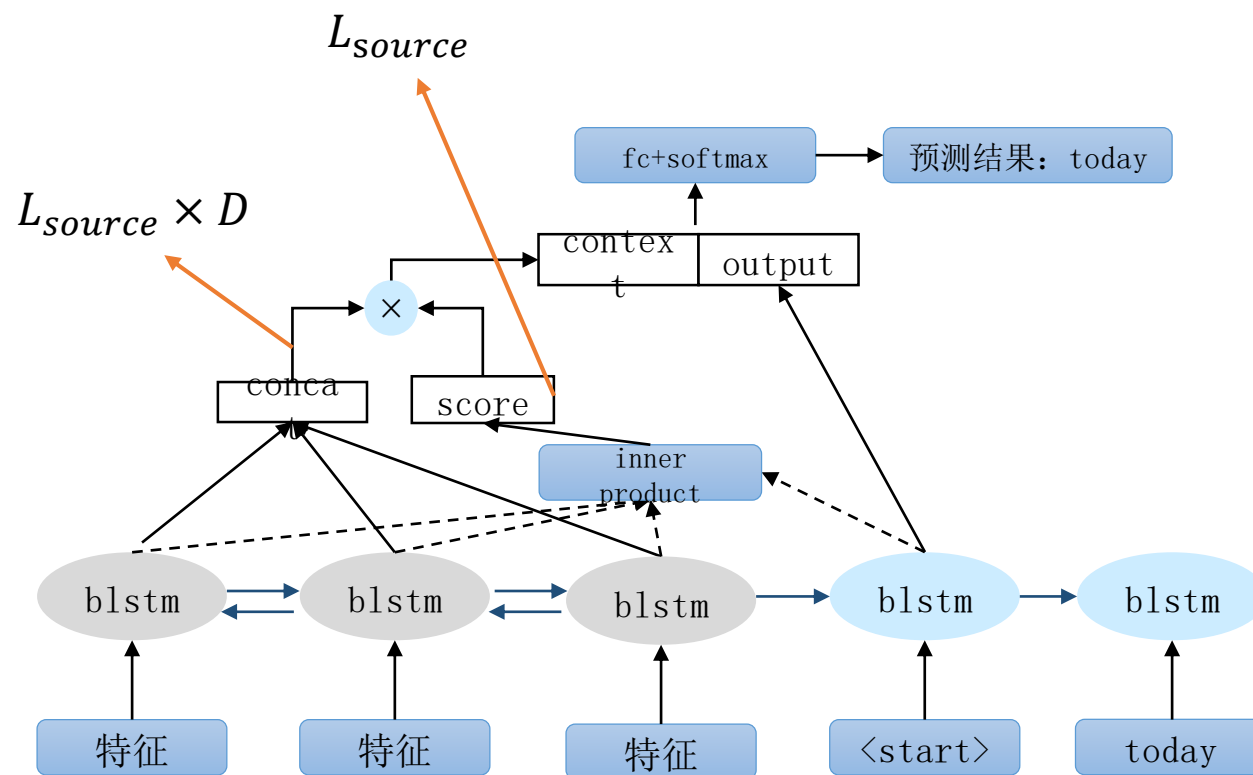 L_source
fc+softmax
预测结果：today
L_source × D
contex
t
output
×
conca
t
score
inner
product
blstm
blstm
blstm
blstm
blstm
特征
特征
特征
<start>
today